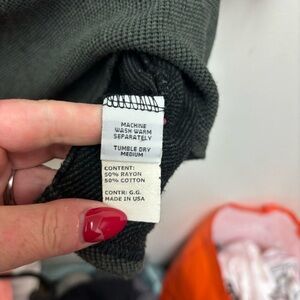 MACHINE
WASH WARM
SEPARATELY
TUMBLE DRY
MEDIUM
CONTENT:
50% RAYON
50% COTTON
CONTR: G.G.
MADE IN USA